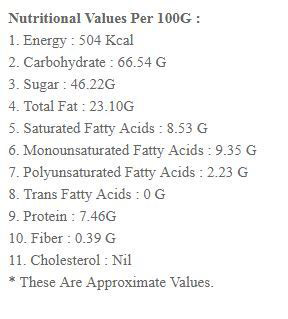 Nutritional Values Per 100G :
1. Energy : 504 Kcal
2. Carbohydrate : 66.54 G
3. Sugar : 46.22G
4. Total Fat : 23.10G
5. Saturated Fatty Acids : 8.53 G
6. Monounsaturated Fatty Acids : 9.35 G
7. Polyunsaturated Fatty Acids : 2.23 G
8. Trans Fatty Acids : 0 G
9. Protein : 7.46G
10. Fiber : 0.39 G
11. Cholesterol : Nil
* These Are Approximate Values.